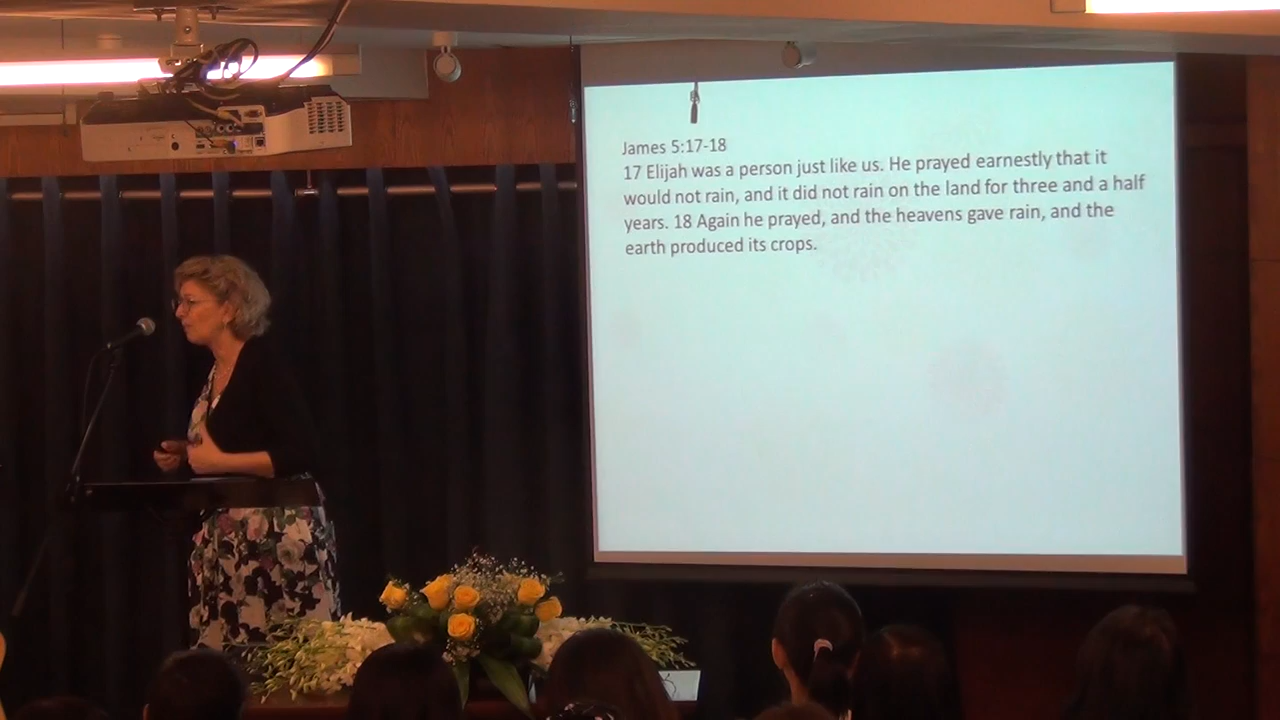 James 5:17-18
17 Elijah was a person just like us. He prayed earnestly that it
would not rain, and it did not rain on the land for three and a half
years. 18 Again he prayed, and the heavens gave rain, and the
earth produced its crops.